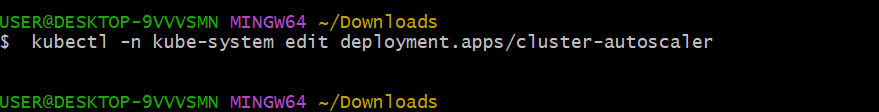 USER@DESKTOP-9VVVSMN MINGW64 ~/Downloads
$  kubectl -n kube-system edit deployment.apps/cluster-autoscaler
USER@DESKTOP-9VVVSMN MINGW64 ~/Downloads